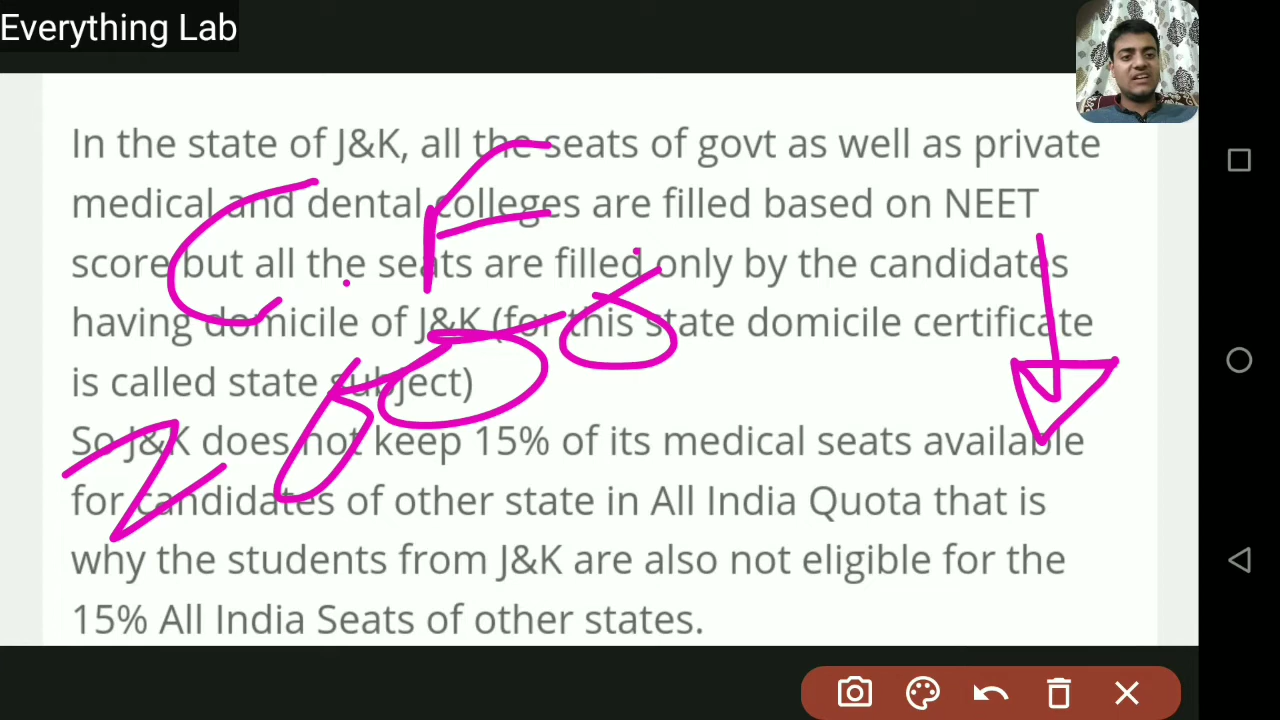 Everything Lab
In the state of J&K, all the seats of govt as well as private
medical and dental colleges are filled based on NEET
score but all the seats are filled only by the candidates
having domicile of J&K (for this state domicile certificate
is called state subject)
So J&K does not keep 15% of its medical seats available
for candidates of other state in All India Quota that is
why the students from J&K are also not eligible for the
15% All India Seats of other states.